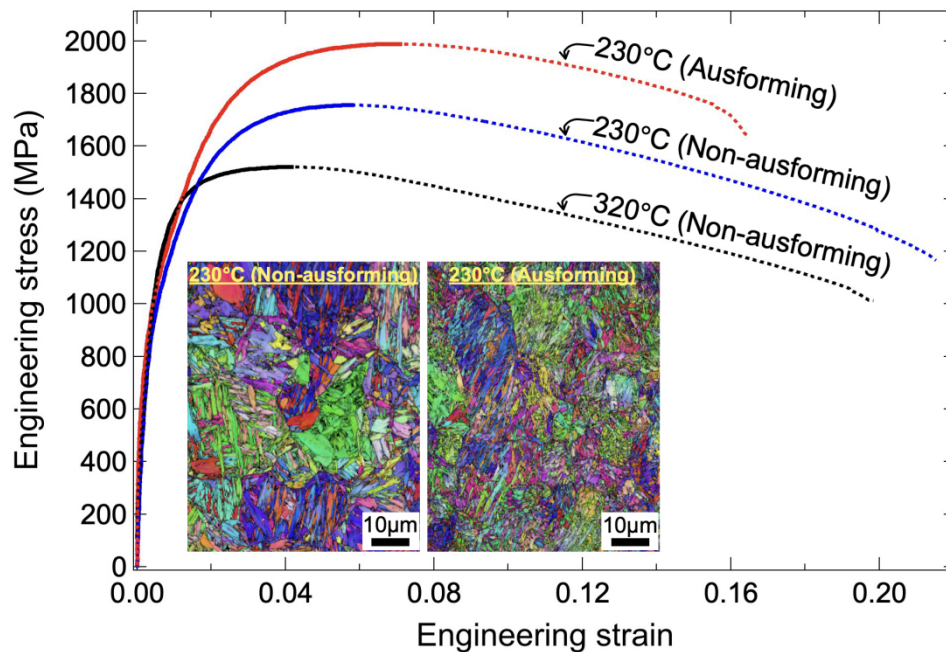 Engineering stress (MPa)
2000
1800
1600
1400
1200
1000
800
600
400
200
0
230°C (Ausforming)
230°C (Non-ausforming)
320°C (Non-ausforming)
230°C (Non-ausforming)
230°C (Ausforming)
10μm
10μm
0.00
0.04
0.08
0.12
0.16
0.20
Engineering strain